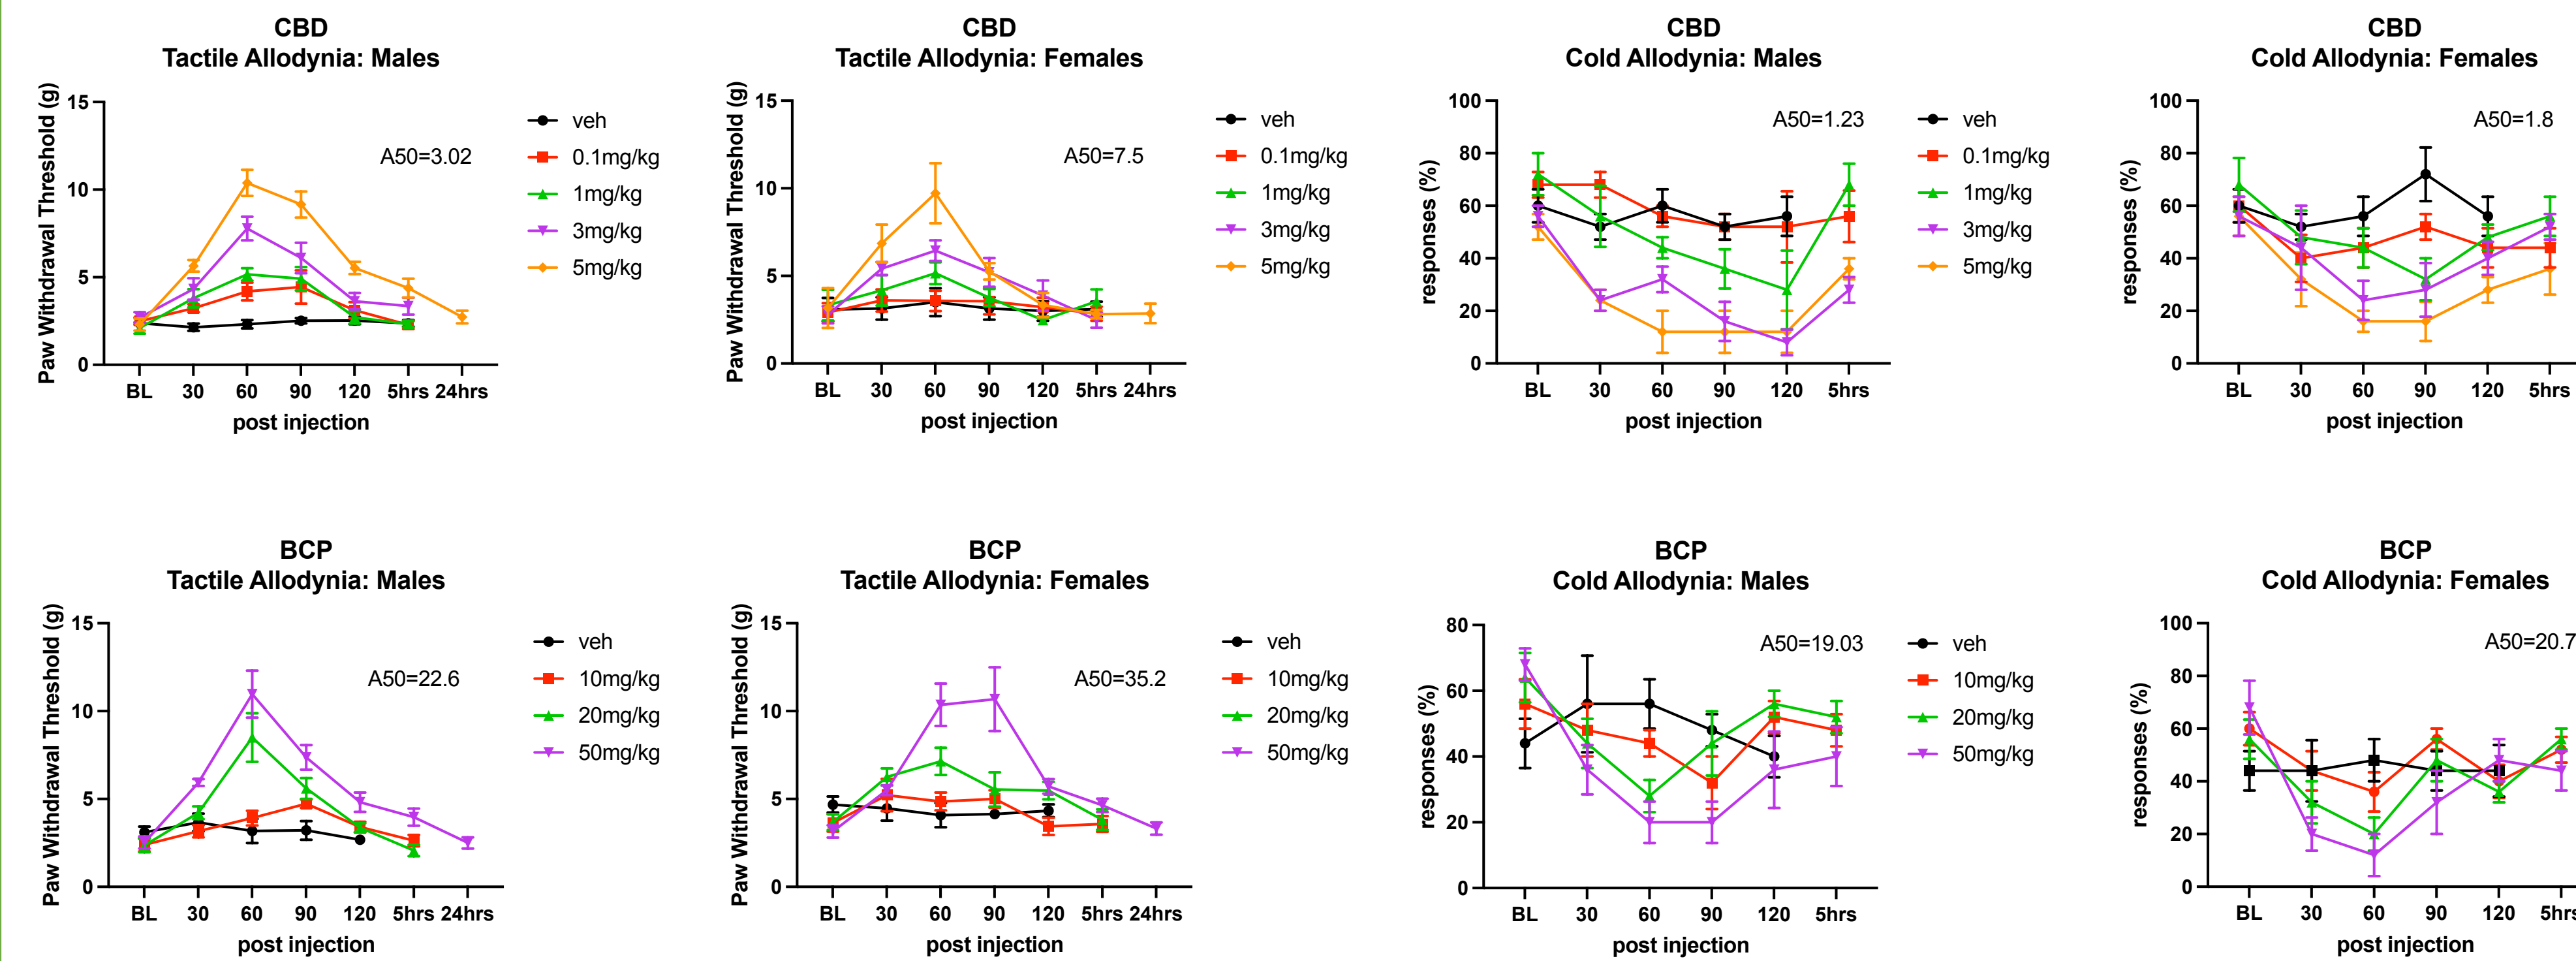 CBD
Tactile Allodynia: Males
Paw Withdrawal Threshold (g)
15
10
5
0
A50=3.02
BL 30 60 90 120 5hrs 24hrs
post injection
veh
0.1mg/kg
1mg/kg
3mg/kg
5mg/kg
CBD
Tactile Allodynia: Females
Paw Withdrawal Threshold (g)
15
10
5
0
A50=7.5
BL 30 60 90 120 5hrs 24hrs
post injection
veh
0.1mg/kg
1mg/kg
3mg/kg
5mg/kg
CBD
Cold Allodynia: Males
responses (%)
100
80
60
40
20
0
A50=1.23
BL 30 60 90 120 5hrs
post injection
veh
0.1mg/kg
1mg/kg
3mg/kg
5mg/kg
CBD
Cold Allodynia: Females
responses (%)
100
80
60
40
20
0
A50=1.8
BL 30 60 90 120 5hrs
post injection
BCP
Tactile Allodynia: Males
Paw Withdrawal Threshold (g)
15
10
5
0
A50=22.6
BL 30 60 90 120 5hrs 24hrs
post injection
veh
10mg/kg
20mg/kg
50mg/kg
BCP
Tactile Allodynia: Females
Paw Withdrawal Threshold (g)
15
10
5
0
A50=35.2
BL 30 60 90 120 5hrs 24hrs
post injection
veh
10mg/kg
20mg/kg
50mg/kg
BCP
Cold Allodynia: Males
responses (%)
80
60
40
20
0
A50=19.03
BL 30 60 90 120 5hrs
post injection
veh
10mg/kg
20mg/kg
50mg/kg
BCP
Cold Allodynia: Females
responses (%)
100
80
60
40
20
0
A50=20.7
BL 30 60 90 120 5hrs
post injection